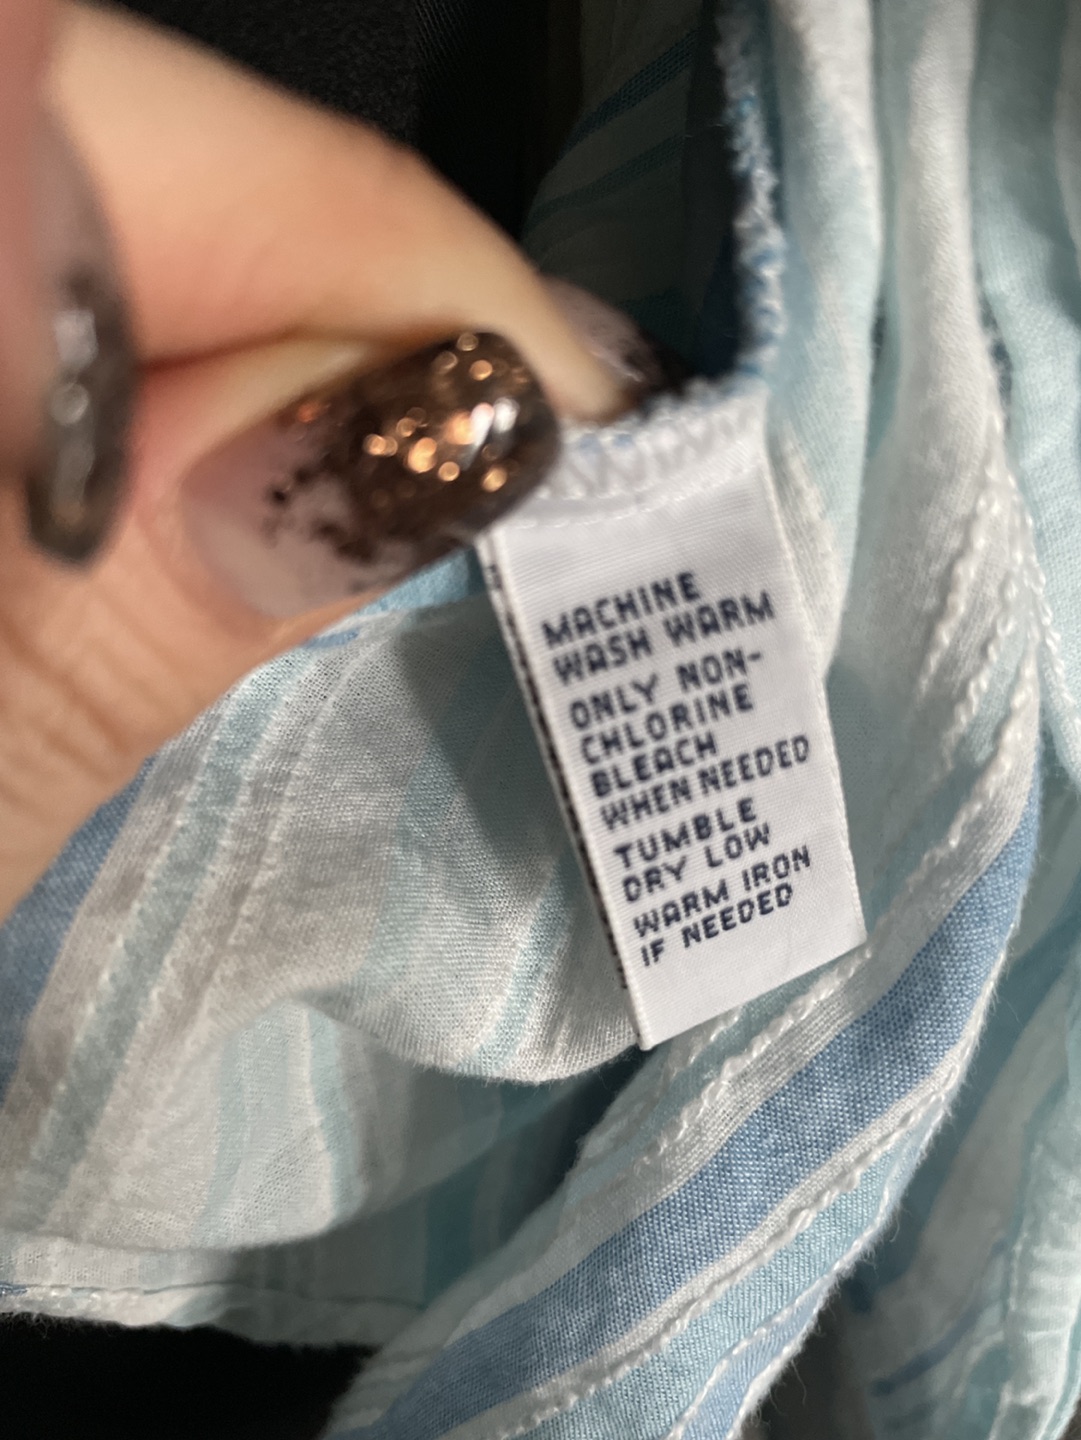 MACHINE
WASH WARM
ONLY NON-
CHLORINE
BLEACH
WHEN NEEDED
TUMBLE
DRY LOW
WARM IRON
IF NEEDED